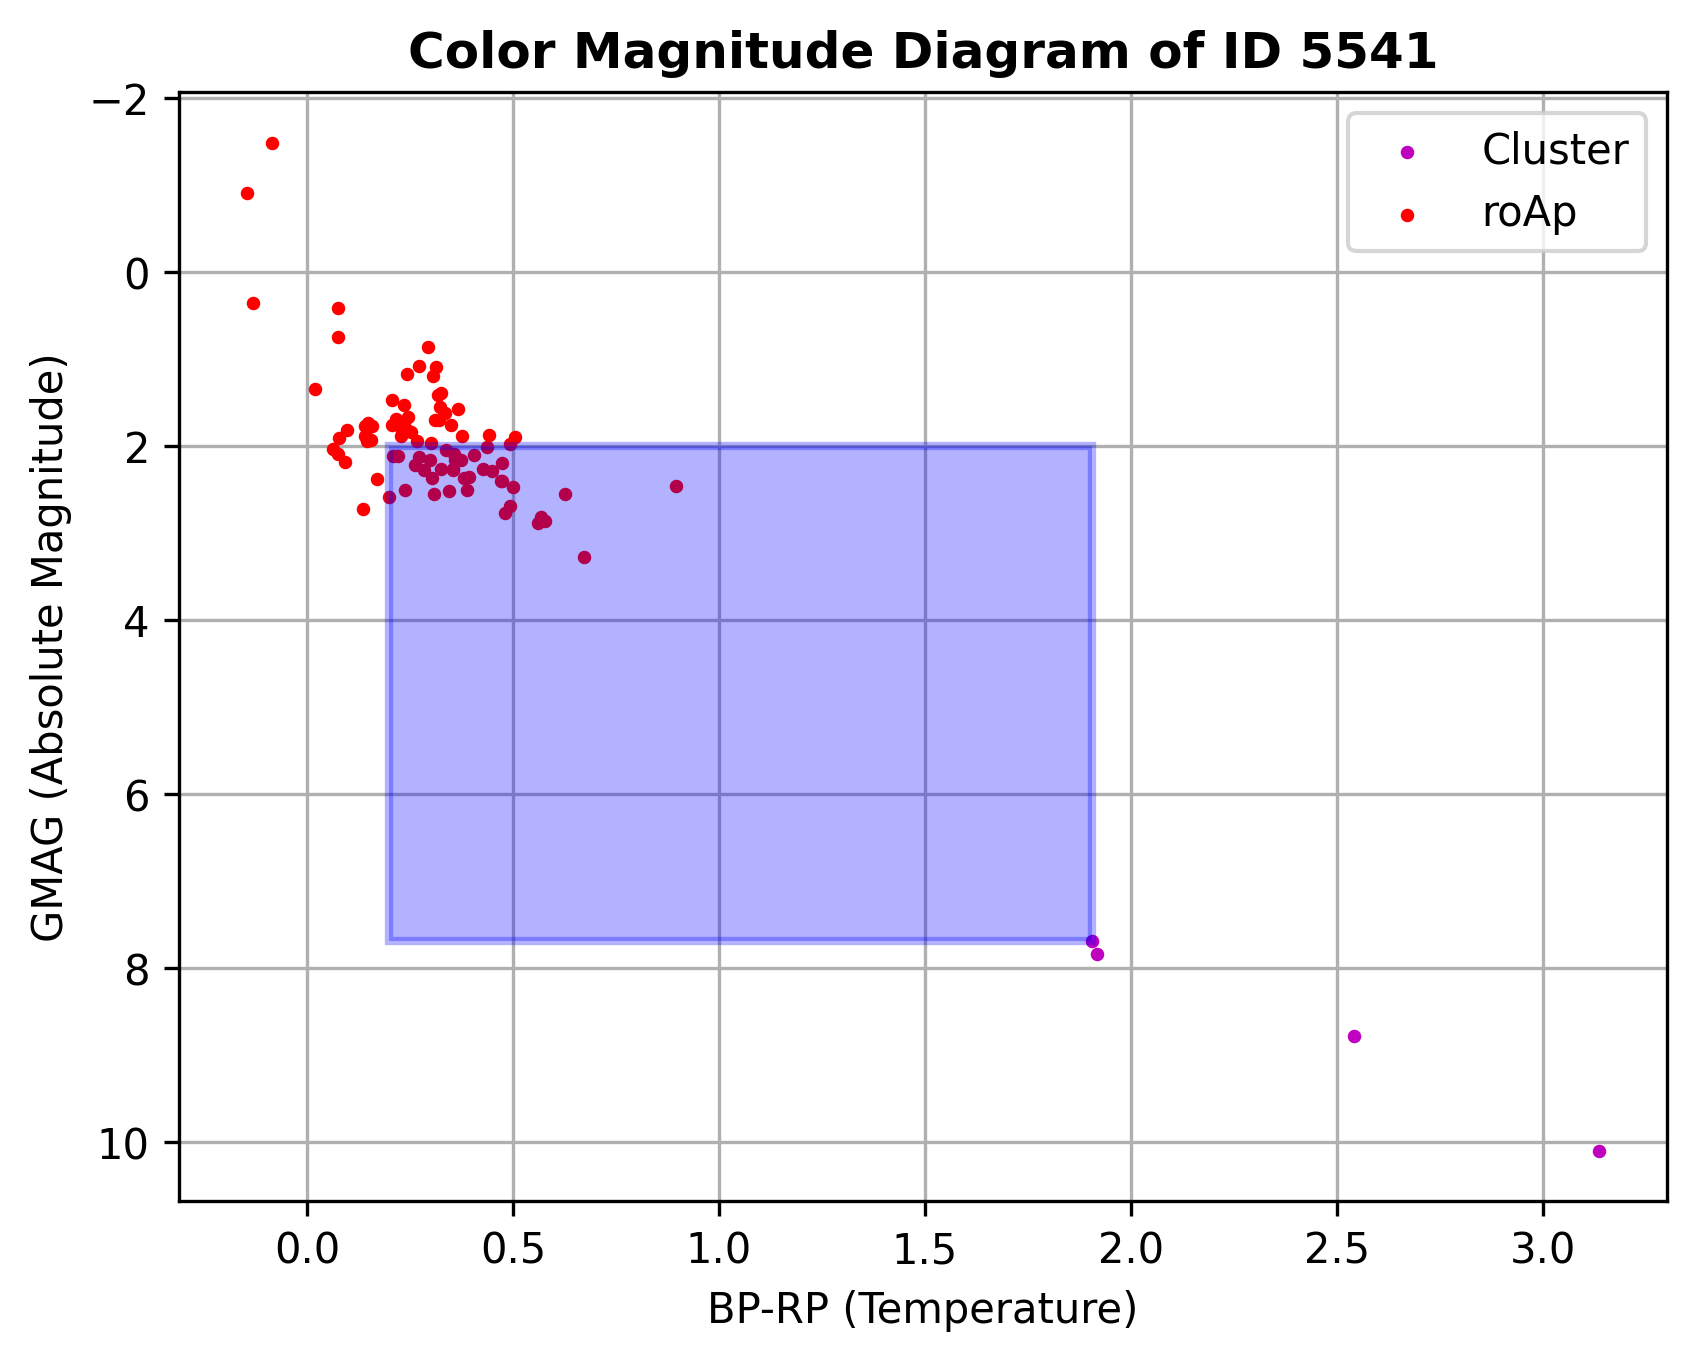 Color Magnitude Diagram of ID 5541
Cluster
roAp
GMAG (Absolute Magnitude)
−2
0
2
4
6
8
10
0.0 0.5 1.0 1.5 2.0 2.5 3.0
BP-RP (Temperature)